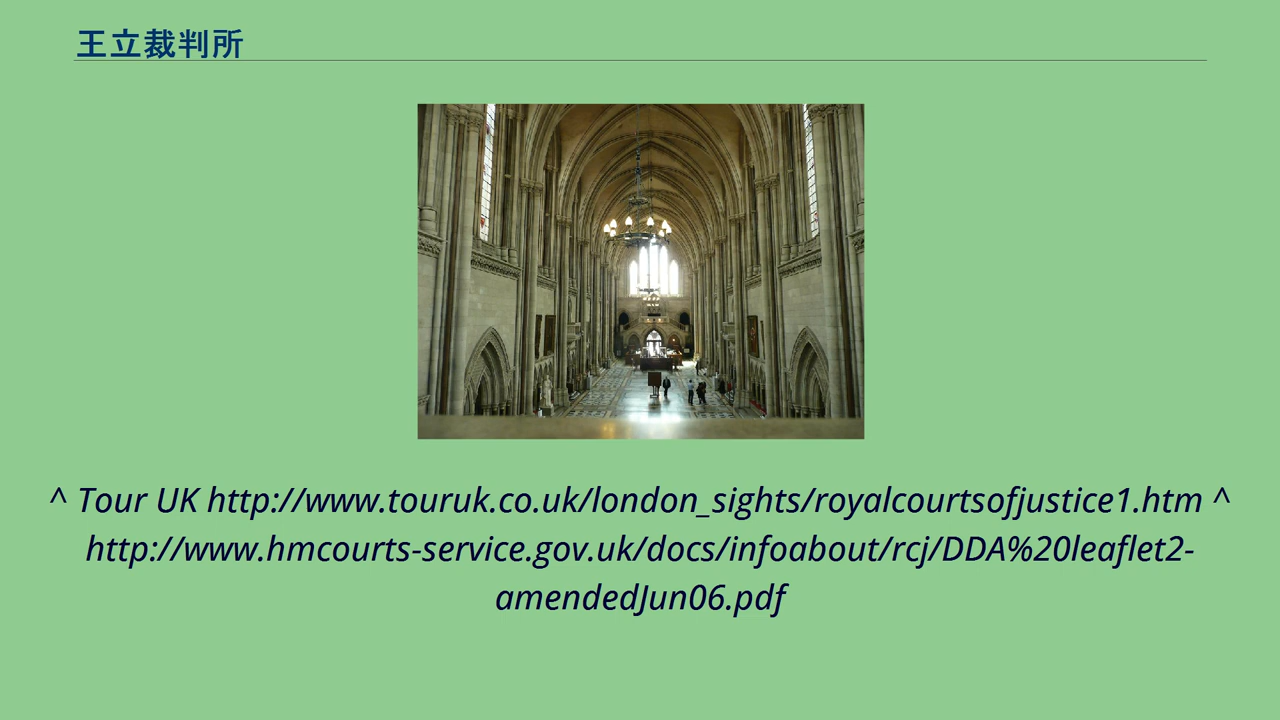 王立裁判所
^ Tour UK http://www.touruk.co.uk/london_sights/royalcourtsofjustice1.htm ^
http://www.hmcourts-service.gov.uk/docs/infoabout/rcj/DDA%20leaflet2-
amendedJun06.pdf